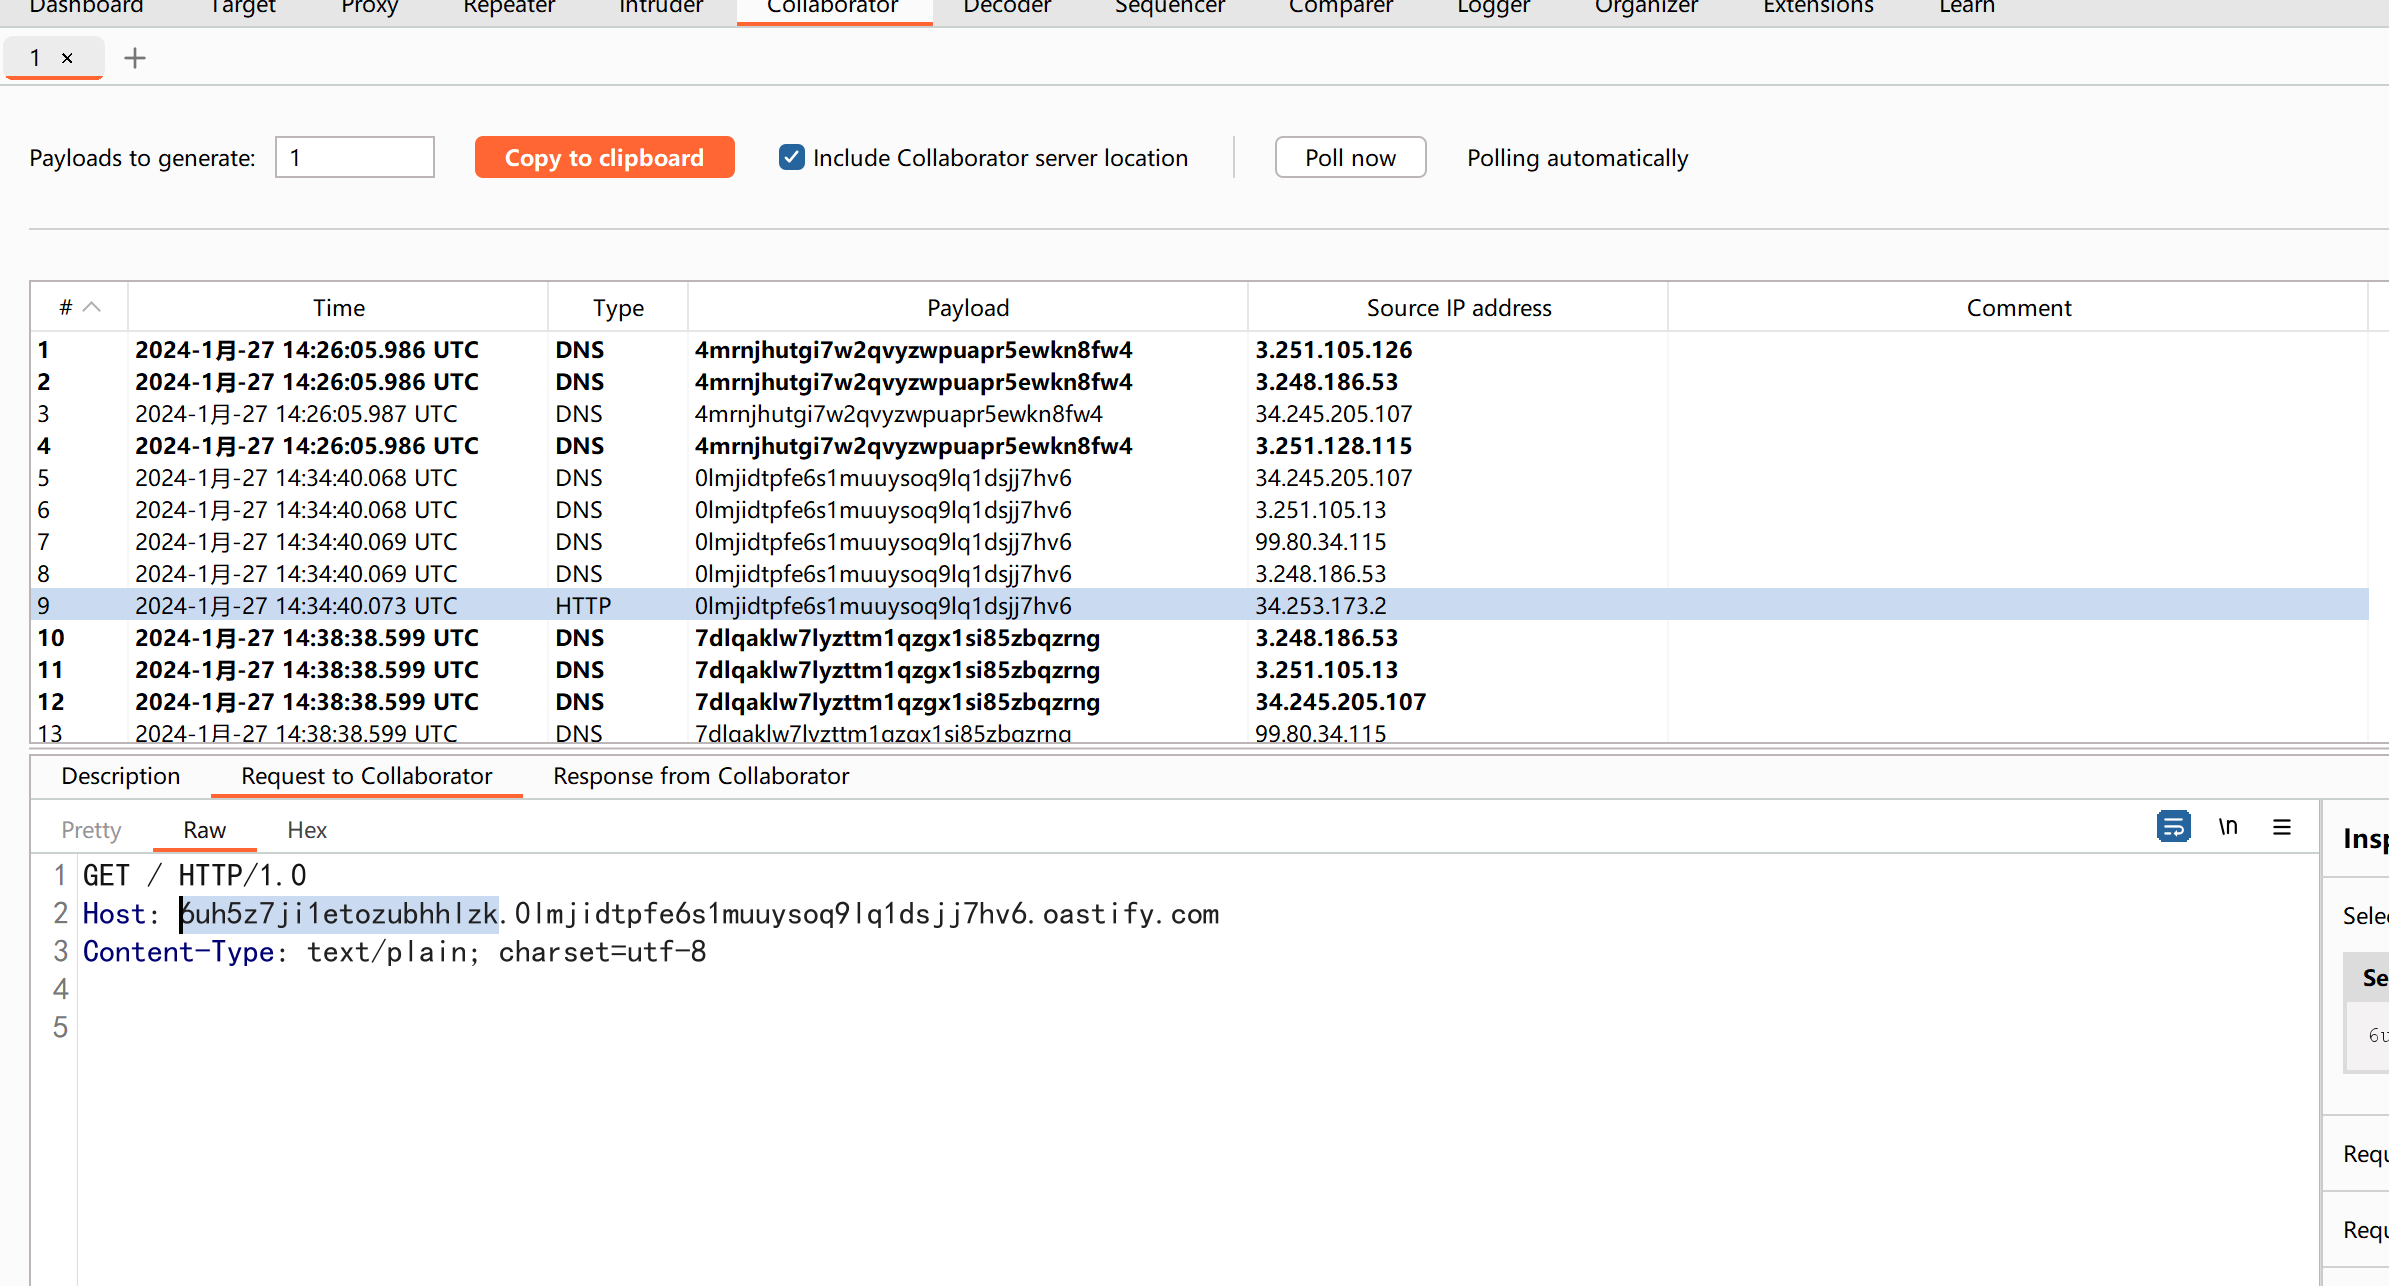 Dashboard Target Proxy Repeater Intruder Collaborator Decoder Sequencer Comparer Logger Organizer Extensions Learn
1 × +
Payloads to generate: 1 Copy to clipboard Include Collaborator server location Poll now Polling automatically
# Time Type Payload Source IP address Comment
1 2024-1月-27 14:26:05.986 UTC DNS 4mrnjhutgi7w2qvyzwpuapr5ewkn8fw4 3.251.105.126
2 2024-1月-27 14:26:05.986 UTC DNS 4mrnjhutgi7w2qvyzwpuapr5ewkn8fw4 3.248.186.53
3 2024-1月-27 14:26:05.987 UTC DNS 4mrnjhutgi7w2qvyzwpuapr5ewkn8fw4 34.245.205.107
4 2024-1月-27 14:26:05.986 UTC DNS 4mrnjhutgi7w2qvyzwpuapr5ewkn8fw4 3.251.128.115
5 2024-1月-27 14:34:40.068 UTC DNS 0lmjidtpfe6s1muuysoq9lq1dsjj7hv6 34.245.205.107
6 2024-1月-27 14:34:40.068 UTC DNS 0lmjidtpfe6s1muuysoq9lq1dsjj7hv6 3.251.105.13
7 2024-1月-27 14:34:40.069 UTC DNS 0lmjidtpfe6s1muuysoq9lq1dsjj7hv6 99.80.34.115
8 2024-1月-27 14:34:40.069 UTC DNS 0lmjidtpfe6s1muuysoq9lq1dsjj7hv6 3.248.186.53
9 2024-1月-27 14:34:40.073 UTC HTTP 0lmjidtpfe6s1muuysoq9lq1dsjj7hv6 34.253.173.2
10 2024-1月-27 14:38:38.599 UTC DNS 7dlqaklw7lyzttm1qzgx1si85zbqzrng 3.248.186.53
11 2024-1月-27 14:38:38.599 UTC DNS 7dlqaklw7lyzttm1qzgx1si85zbqzrng 3.251.105.13
12 2024-1月-27 14:38:38.599 UTC DNS 7dlqaklw7lyzttm1qzgx1si85zbqzrng 34.245.205.107
13 2024-1月-27 14:38:38.599 UTC DNS 7dlqaklw7lyzttm1qzgx1si85zbqzrng 99.80.34.115
Description Request to Collaborator Response from Collaborator
Pretty Raw Hex \n
1 GET / HTTP/1.0
2 Host: 6uh5z7ji1etozubhhlzk.0lmjidtpfe6s1muuysoq9lq1dsjj7hv6.oastify.com
3 Content-Type: text/plain; charset=utf-8
4
5
Insp
Sele
Se
6u
Requ
Requ